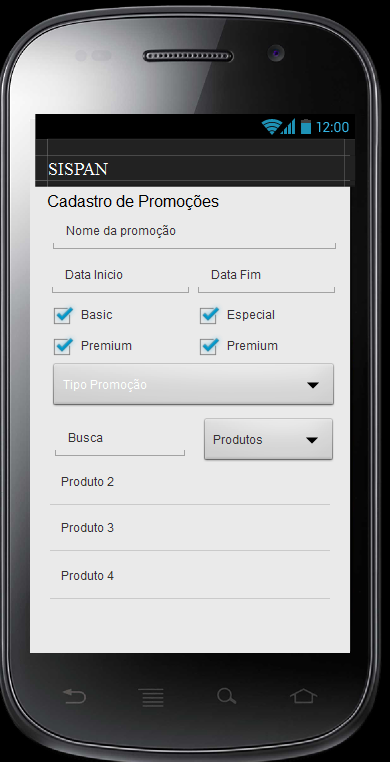 12:00
SISPAN
Cadastro de Promoções
Nome da promoção
Data Inicio Data Fim
Basic Especial
Premium Premium
Tipo Promoção
Busca Produtos
Produto 2
Produto 3
Produto 4